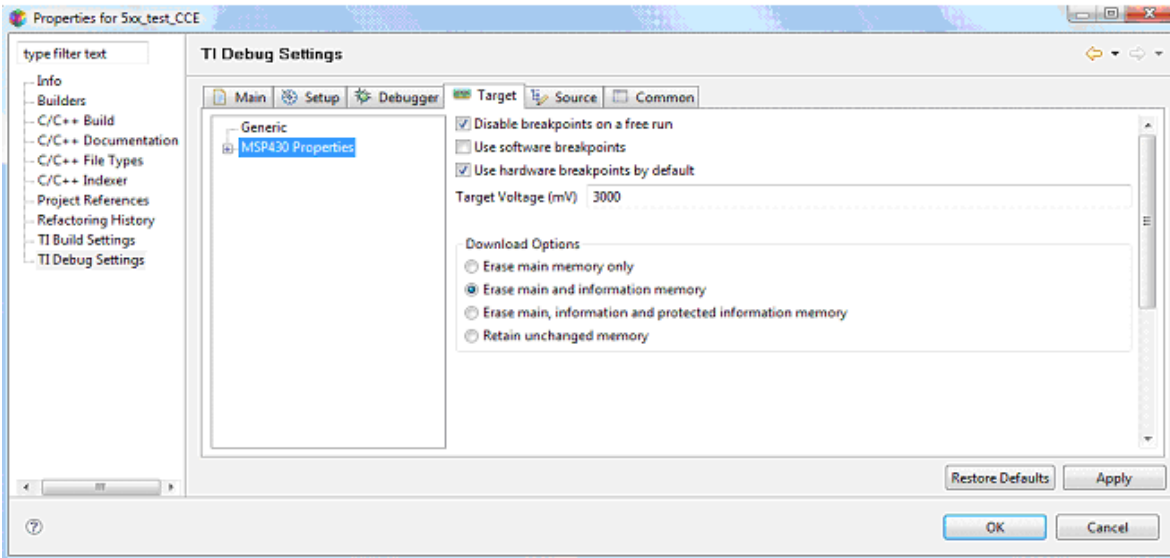 Properties for 5xx_test_CCE
type filter text
Info
Builders
C/C++ Build
C/C++ Documentation
C/C++ File Types
C/C++ Indexer
Project References
Refactoring History
TI Build Settings
TI Debug Settings
TI Debug Settings
Main Setup Debugger Target Source Common
Generic
MSP430 Properties
Disable breakpoints on a free run
Use software breakpoints
Use hardware breakpoints by default
Target Voltage (mV) 3000
Download Options
Erase main memory only
Erase main and information memory
Erase main, information and protected information memory
Retain unchanged memory
Restore Defaults Apply
OK Cancel